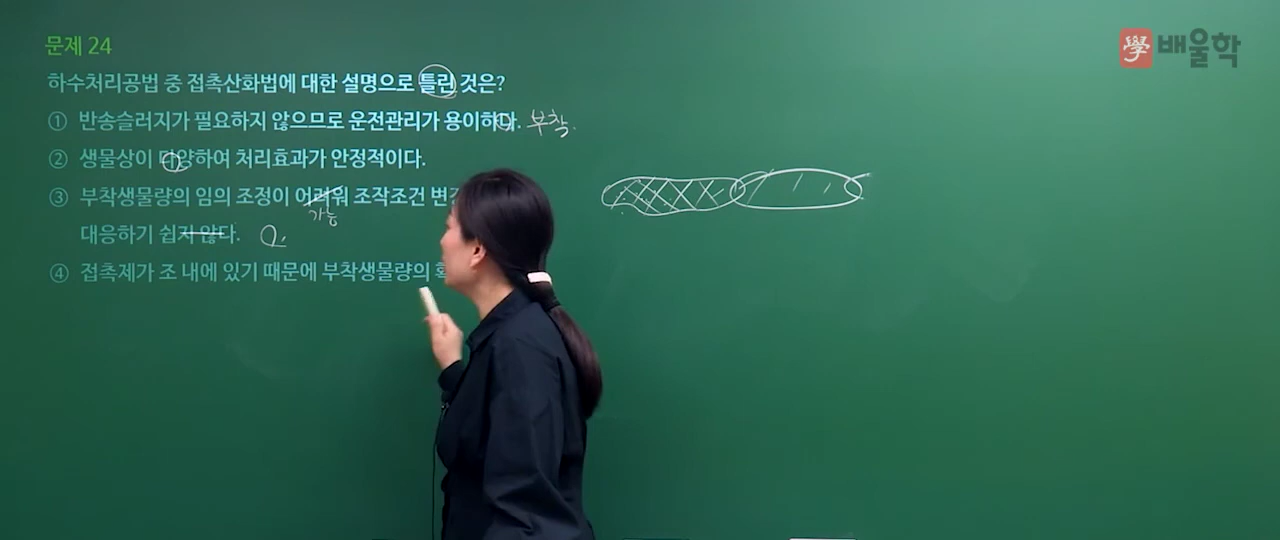 문제 24
學 배울학
하수처리공법 중 접촉산화법에 대한 설명으로 틀린 것은?
① 반송슬러지가 필요하지 않으므로 운전관리가 용이하다. 부착.
② 생물상이 다양하여 처리효과가 안정적이다.
③ 부착생물량의 임의 조정이 어려워 조작조건
가능
대응하기 쉽지 않다.
④ 접촉제가 조 내에 있기 때문에 부착생물량의